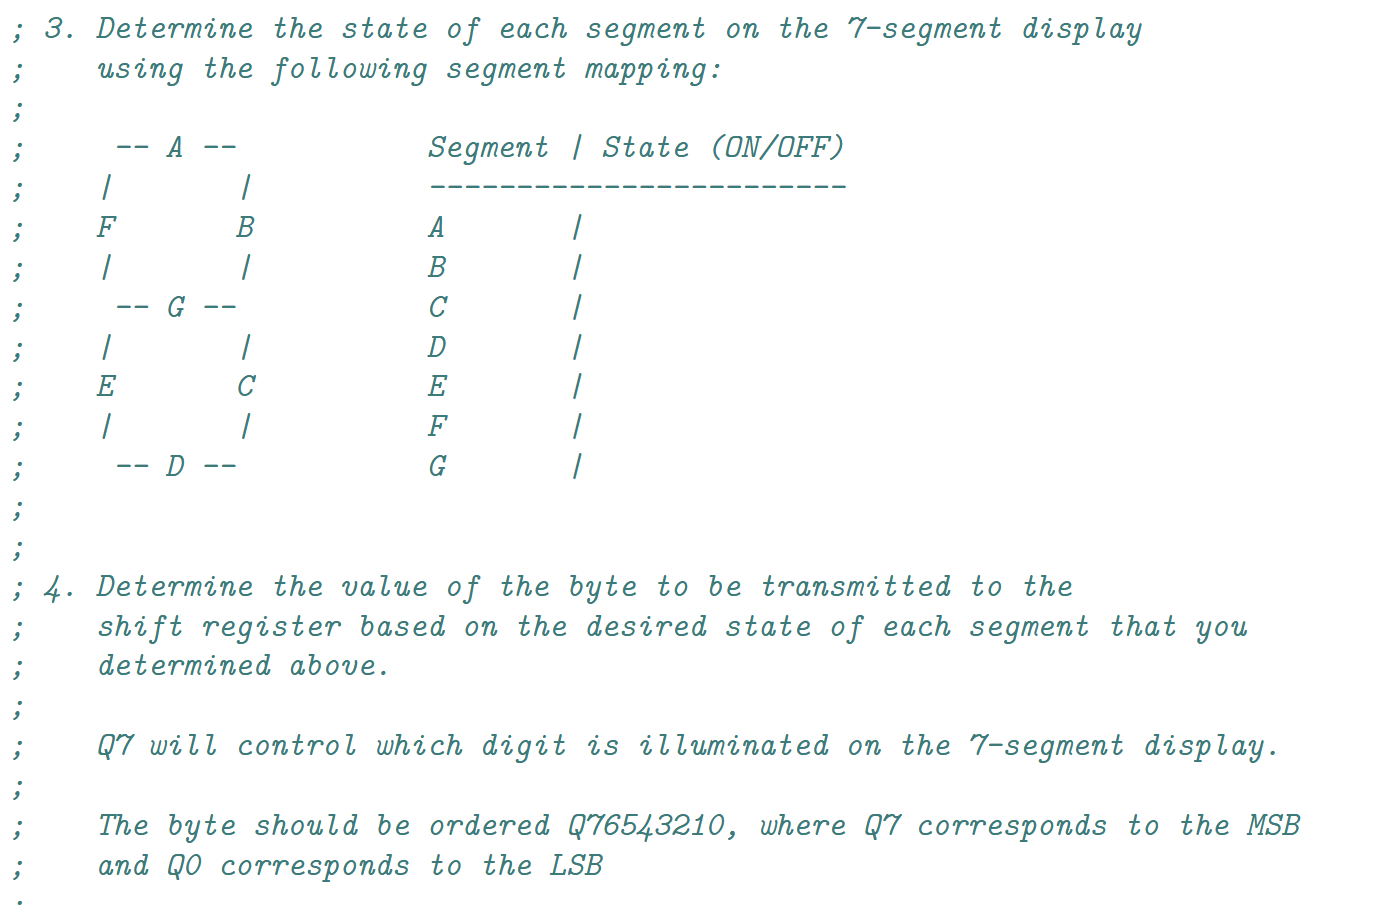 ; 3. Determine the state of each segment on the 7-segment display
;    using the following segment mapping:
;
;     -- A --           Segment | State (ON/OFF)
;    |       |          ------------------------
;    F       B          A       |
;    |       |          B       |
;     -- G --           C       |
;    |       |          D       |
;    E       C          E       |
;    |       |          F       |
;     -- D --           G       |
;
;
; 4. Determine the value of the byte to be transmitted to the
;    shift register based on the desired state of each segment that you
;    determined above.
;
;    Q7 will control which digit is illuminated on the 7-segment display.
;
;    The byte should be ordered Q76543210, where Q7 corresponds to the MSB
;    and Q0 corresponds to the LSB